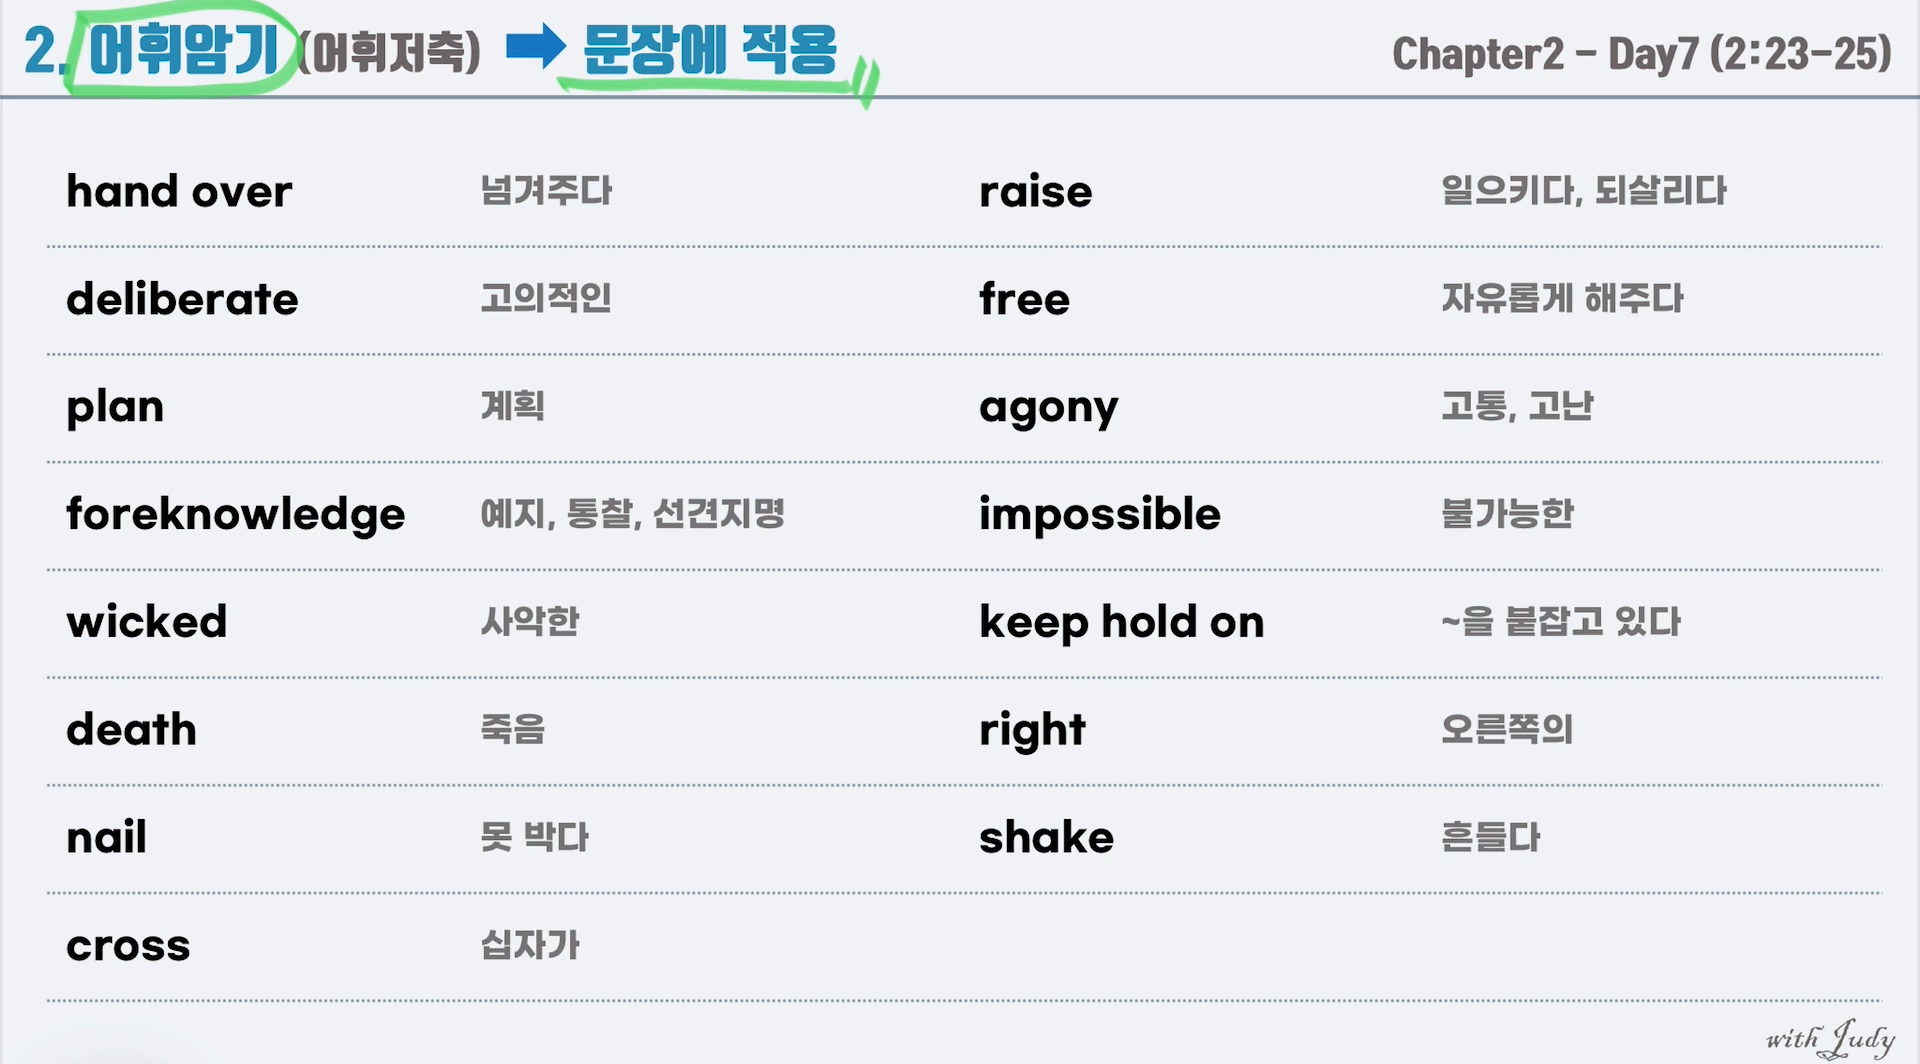 2. 어휘암기 (어휘저축) ➡ 문장에 적용 Chapter2 - Day7 (2:23-25)
hand over 넘겨주다 raise 일으키다, 되살리다
deliberate 고의적인 free 자유롭게 해주다
plan 계획 agony 고통, 고난
foreknowledge 예지, 통찰, 선견지명 impossible 불가능한
wicked 사악한 keep hold on ~을 붙잡고 있다
death 죽음 right 오른쪽의
nail 못 박다 shake 흔들다
cross 십자가
with Judy